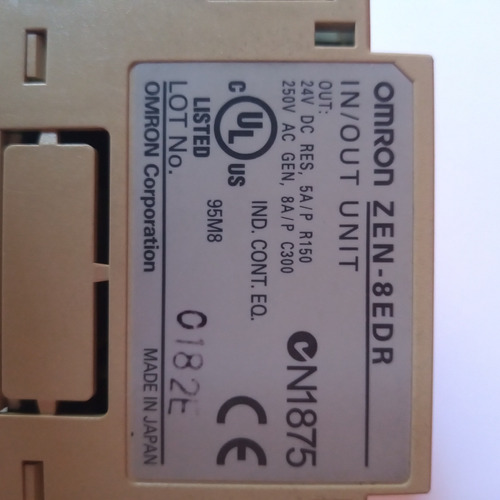 OMRON ZEN-8EDR
IN/OUT UNIT
OUT:
24V DC RES, 5A/P R150
250V AC GEN, 8A/P C300
N1875
C UL US
LISTED
IND. CONT. EQ.
95M8
CE
LOT No. 0182E
OMRON Corporation MADE IN JAPAN